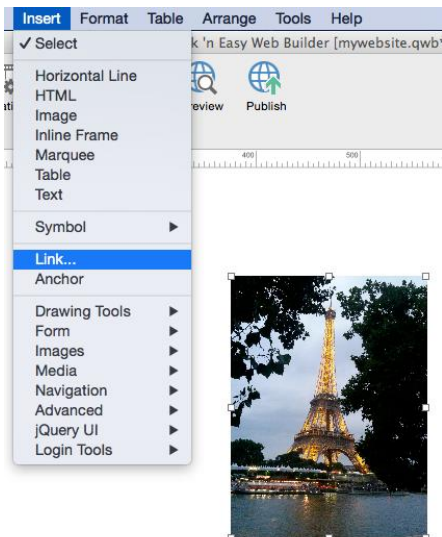 Insert Format Table Arrange Tools Help
✓ Select
k 'n Easy Web Builder [mywebsite.qwb
Horizontal Line
HTML
Image
Inline Frame
Marquee
Table
Text
review Publish
400 500
Symbol
Link...
Anchor
Drawing Tools
Form
Images
Media
Navigation
Advanced
jQuery UI
Login Tools